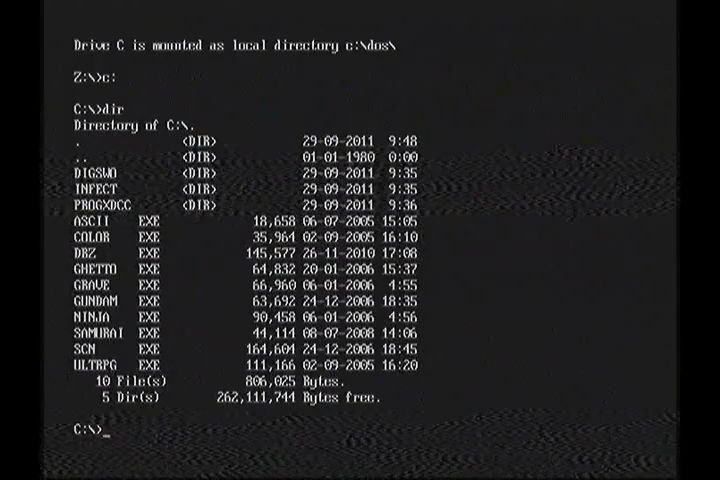 Drive C is mounted as local directory c:\dos\
Z:\>c:
C:\>dir
Directory of C:\.
.                <DIR>            29-09-2011  9:48
..               <DIR>            01-01-1980  0:00
DIGSWO           <DIR>            29-09-2011  9:35
INFECT           <DIR>            29-09-2011  9:35
PROGXDCC         <DIR>            29-09-2011  9:36
ASCII    EXE             18,658 06-07-2005 15:05
COLOR    EXE             35,964 02-09-2005 16:10
DBZ      EXE            145,577 26-11-2010 17:08
GHETTO   EXE             64,832 20-01-2006 15:37
GRAVE    EXE             66,960 06-01-2006  4:55
GUNDAM   EXE             63,692 24-12-2006 18:35
NINJA    EXE             90,458 06-01-2006  4:56
SAMURAI  EXE             44,114 08-07-2008 14:06
SCN      EXE            164,604 24-12-2006 18:45
ULTRPG   EXE            111,166 02-09-2005 16:20
10 File(s)              806,025 Bytes.
5 Dir(s)            262,111,744 Bytes free.
C:\>_